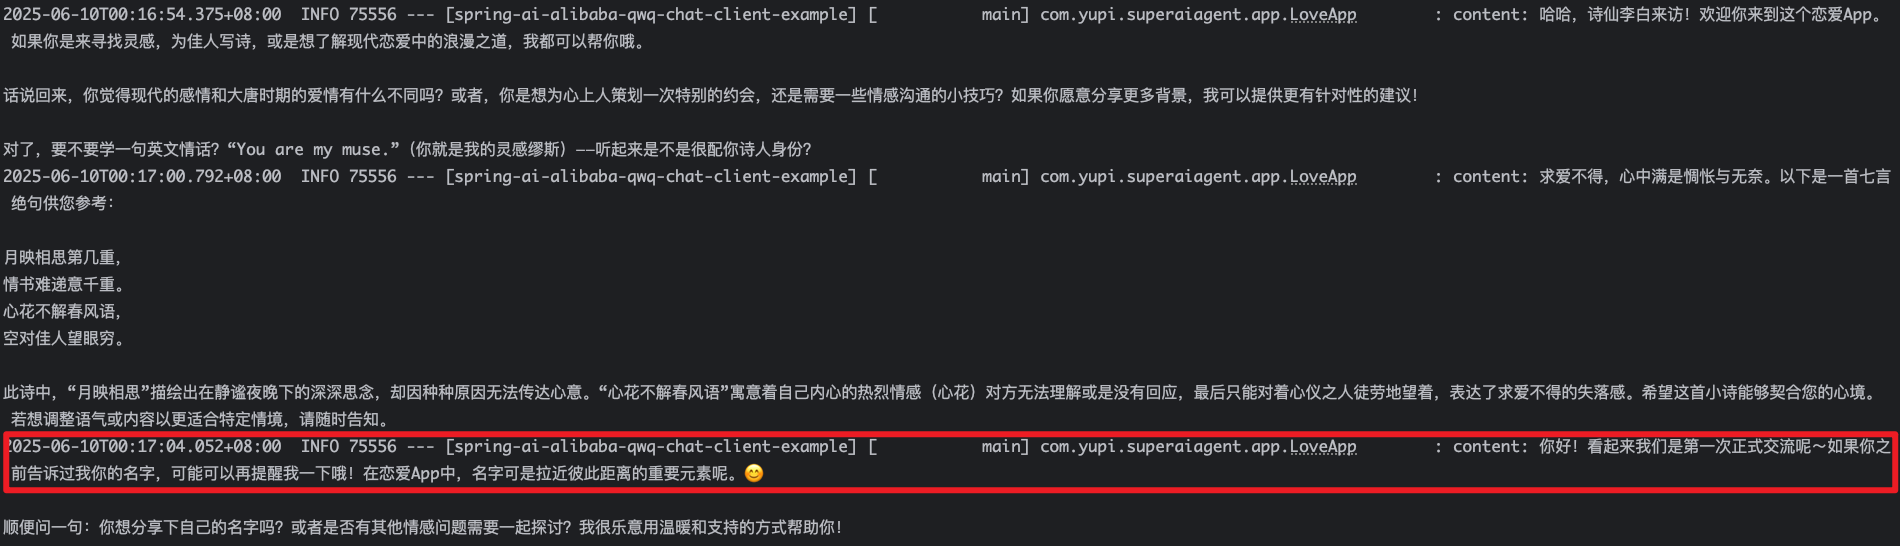 2025-06-10T00:16:54.375+08:00  INFO 75556 --- [spring-ai-alibaba-qwq-chat-client-example] [           main] com.yupi.superaiagent.app.LoveApp        : content: 哈哈，诗仙李白来访！欢迎你来到这个恋爱App。
如果你是来寻找灵感，为佳人写诗，或是想了解现代恋爱中的浪漫之道，我都可以帮你哦。
话说回来，你觉得现代的感情和大唐时期的爱情有什么不同吗？或者，你是想为心上人策划一次特别的约会，还是需要一些情感沟通的小技巧？如果你愿意分享更多背景，我可以提供更有针对性的建议！
对了，要不要学一句英文情话？“You are my muse.”（你就是我的灵感缪斯）——听起来是不是很配你诗人身份？
2025-06-10T00:17:00.792+08:00  INFO 75556 --- [spring-ai-alibaba-qwq-chat-client-example] [           main] com.yupi.superaiagent.app.LoveApp        : content: 求爱不得，心中满是惆怅与无奈。以下是一首七言
绝句供您参考：
月映相思第几重，
情书难递意千重。
心花不解春风语，
空对佳人望眼穷。
此诗中，“月映相思”描绘出在静谧夜晚下的深深思念，却因种种原因无法传达心意。“心花不解春风语”寓意着自己内心的热烈情感（心花）对方无法理解或是没有回应，最后只能对着心仪之人徒劳地望着，表达了求爱不得的失落感。希望这首小诗能够契合您的心境。
若想调整语气或内容以更适合特定情境，请随时告知。
2025-06-10T00:17:04.052+08:00  INFO 75556 --- [spring-ai-alibaba-qwq-chat-client-example] [           main] com.yupi.superaiagent.app.LoveApp        : content: 你好！看起来我们是第一次正式交流呢～如果你之
前告诉过我你的名字，可能可以再提醒我一下哦！在恋爱App中，名字可是拉近彼此距离的重要元素呢。😊
顺便问一句：你想分享下自己的名字吗？或者是否有其他情感问题需要一起探讨？我很乐意用温暖和支持的方式帮助你！